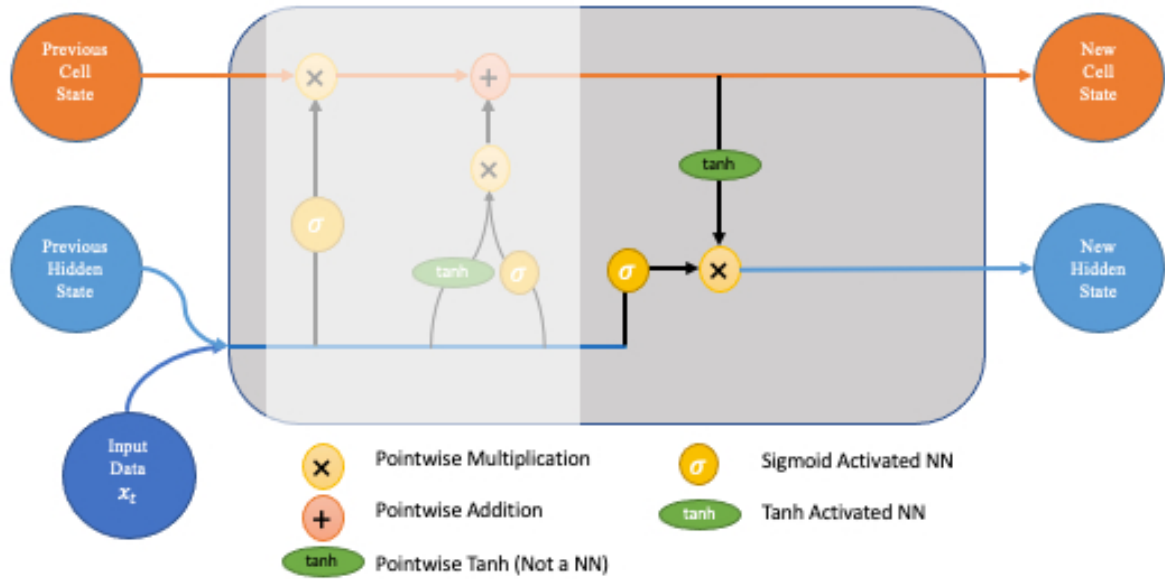 Previous
Cell
State
New
Cell
State
×
+
tanh
×
σ
Previous
Hidden
State
New
Hidden
State
tanh
σ
σ
×
Input
Data
xₜ
× Pointwise Multiplication
σ Sigmoid Activated NN
+ Pointwise Addition
tanh Tanh Activated NN
tanh Pointwise Tanh (Not a NN)